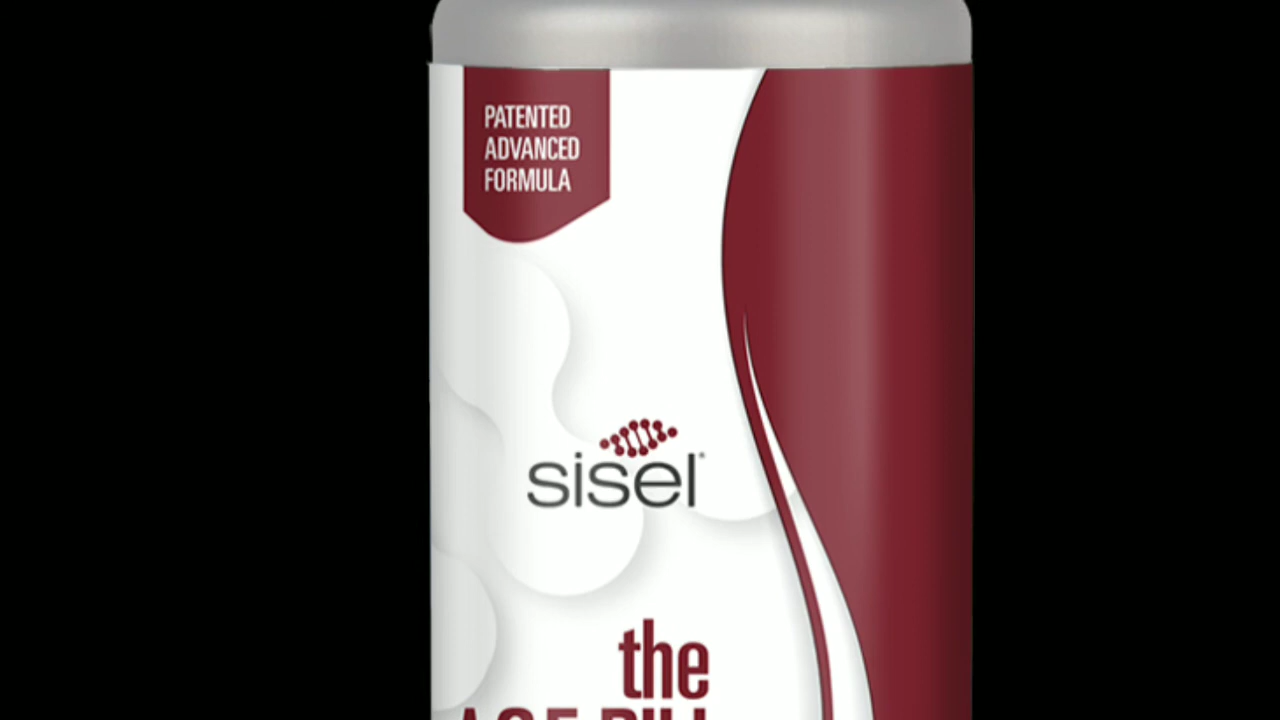 PATENTED
ADVANCED
FORMULA
sisel®
the